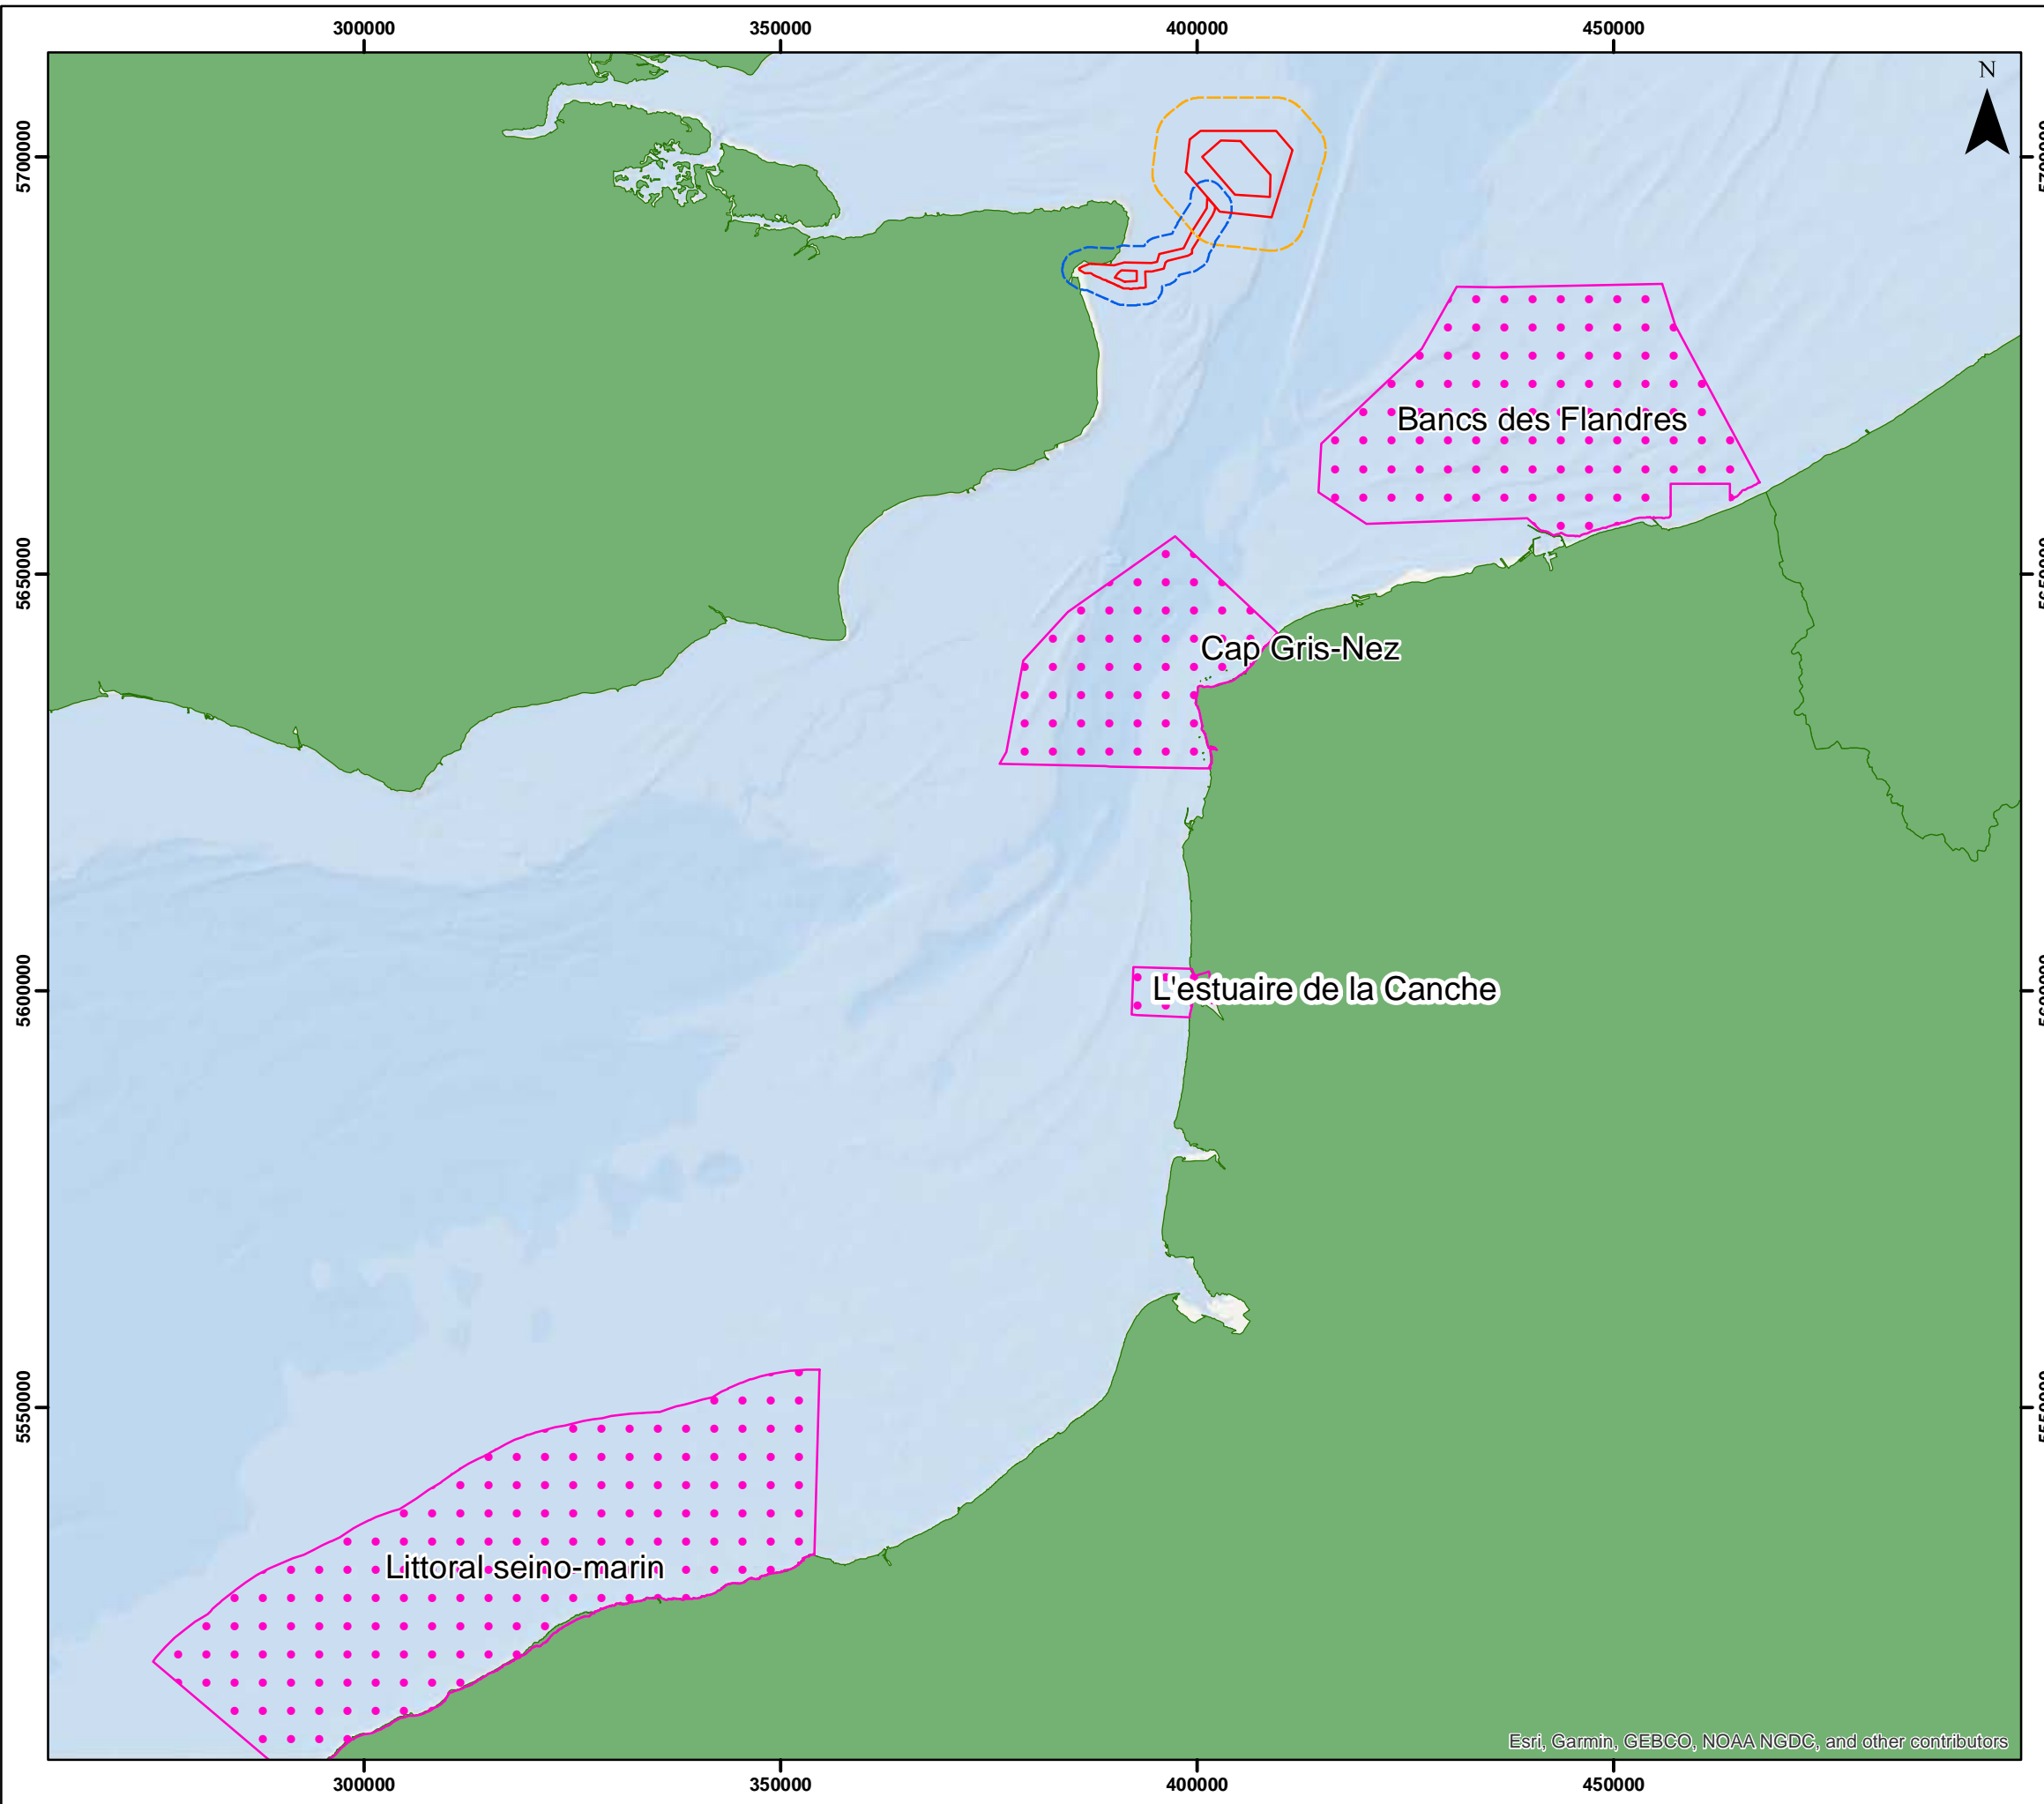 300000 350000 400000 450000
N
5700000
5650000
5600000
5550000
Bancs des Flandres
Cap Gris-Nez
L'estuaire de la Canche
Littoral seino-marin
Esri, Garmin, GEBCO, NOAA NGDC, and other contributors
300000 350000 400000 450000